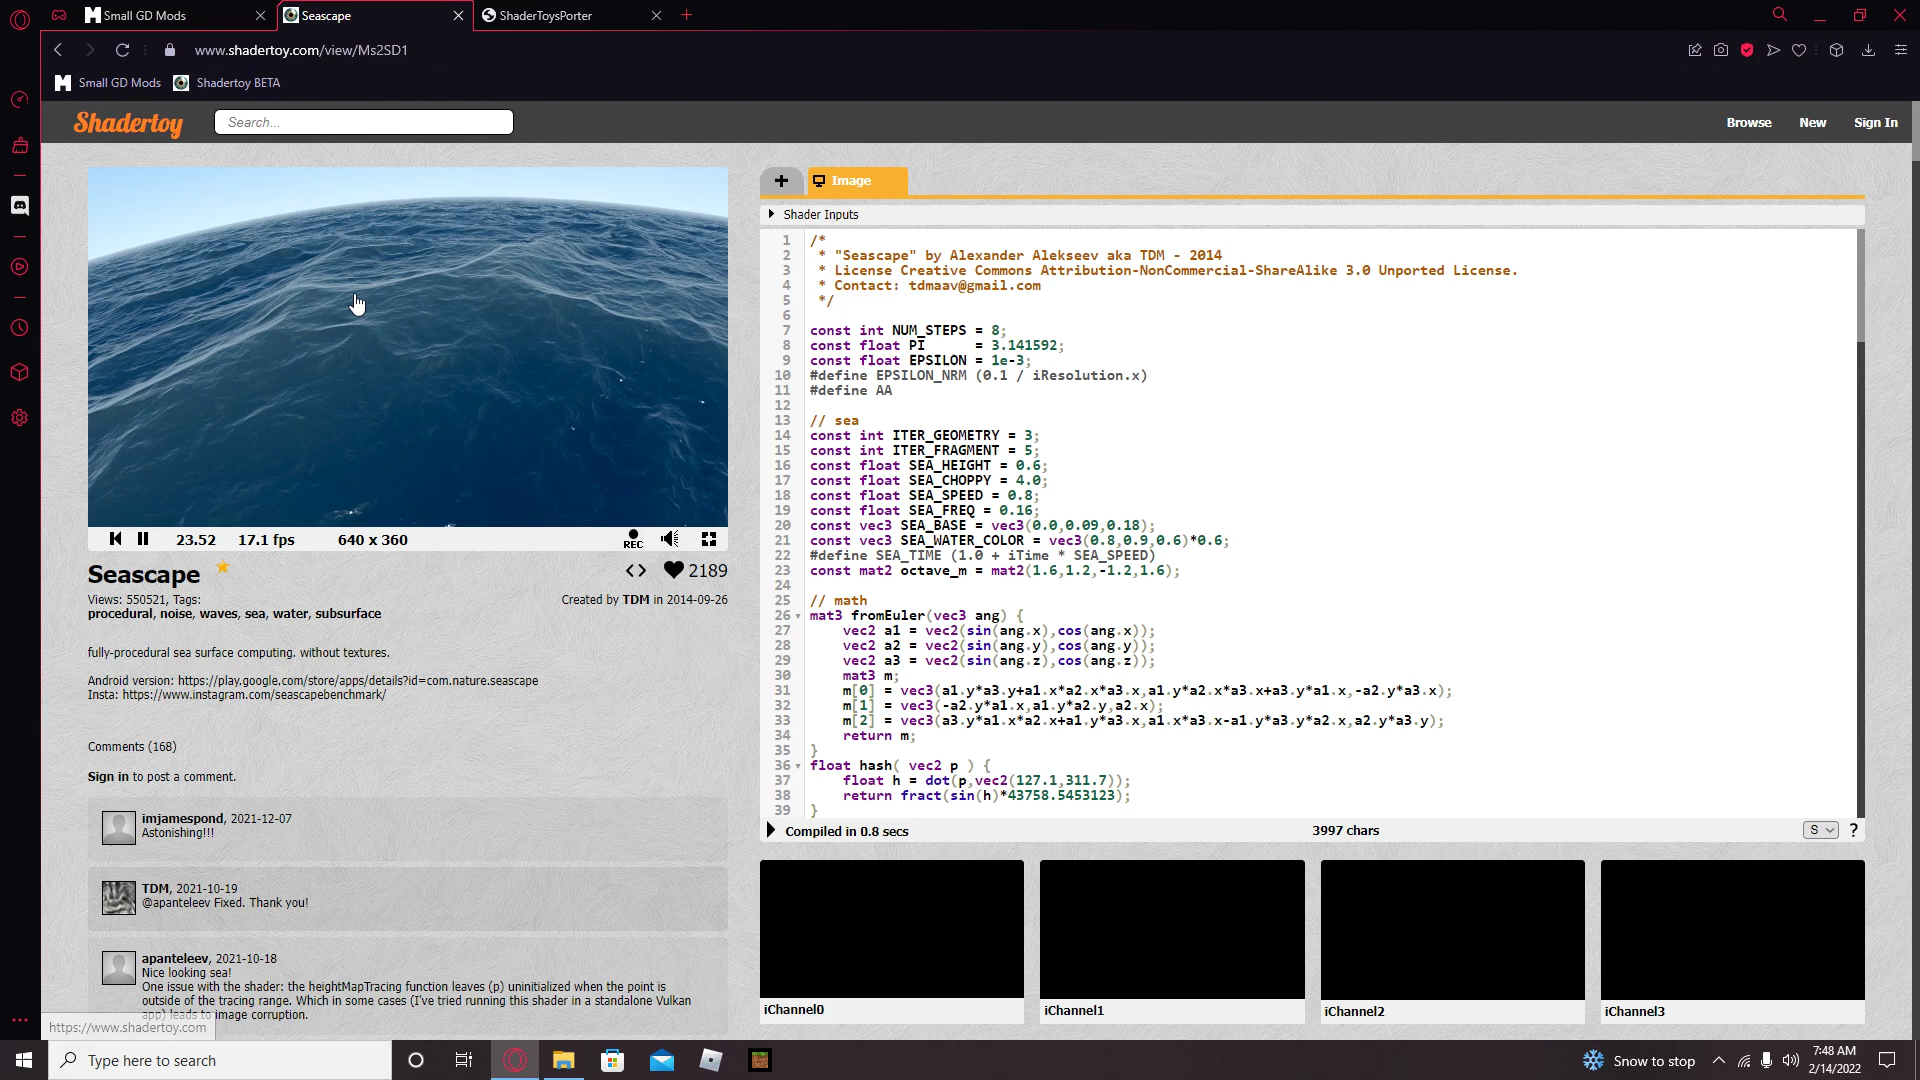 Small GD Mods
Seascape
ShaderToysPorter
www.shadertoy.com/view/Ms2SD1
Small GD Mods
Shadertoy BETA
Shadertoy
Search...
Browse
New
Sign In
23.52 17.1 fps 640 x 360
REC
Seascape
2189
Views: 550521, Tags:
Created by TDM in 2014-09-26
procedural, noise, waves, sea, water, subsurface
fully-procedural sea surface computing. without textures.
Android version: https://play.google.com/store/apps/details?id=com.nature.seascape
Insta: https://www.instagram.com/seascapebenchmark/
Comments (168)
Sign in to post a comment.
imjamespond, 2021-12-07
Astonishing!!!
TDM, 2021-10-19
@apanteleev Fixed. Thank you!
apanteleev, 2021-10-18
Nice looking sea!
One issue with the shader: the heightMapTracing function leaves (p) uninitialized when the point is
outside of the tracing range. Which in some cases (I've tried running this shader in a standalone Vulkan
app) leads to image corruption.
https://www.shadertoy.com
+
Image
Shader Inputs
1 /*
2 * "Seascape" by Alexander Alekseev aka TDM - 2014
3 * License Creative Commons Attribution-NonCommercial-ShareAlike 3.0 Unported License.
4 * Contact: tdmaav@gmail.com
5 */
6
7 const int NUM_STEPS = 8;
8 const float PI = 3.141592;
9 const float EPSILON = 1e-3;
10 #define EPSILON_NRM (0.1 / iResolution.x)
11 #define AA
12
13 // sea
14 const int ITER_GEOMETRY = 3;
15 const int ITER_FRAGMENT = 5;
16 const float SEA_HEIGHT = 0.6;
17 const float SEA_CHOPPY = 4.0;
18 const float SEA_SPEED = 0.8;
19 const float SEA_FREQ = 0.16;
20 const vec3 SEA_BASE = vec3(0.0,0.09,0.18);
21 const vec3 SEA_WATER_COLOR = vec3(0.8,0.9,0.6)*0.6;
22 #define SEA_TIME (1.0 + iTime * SEA_SPEED)
23 const mat2 octave_m = mat2(1.6,1.2,-1.2,1.6);
24
25 // math
26 mat3 fromEuler(vec3 ang) {
27 vec2 a1 = vec2(sin(ang.x),cos(ang.x));
28 vec2 a2 = vec2(sin(ang.y),cos(ang.y));
29 vec2 a3 = vec2(sin(ang.z),cos(ang.z));
30 mat3 m;
31 m[0] = vec3(a1.y*a3.y+a1.x*a2.x*a3.x,a1.y*a2.x*a3.x+a3.y*a1.x,-a2.y*a3.x);
32 m[1] = vec3(-a2.y*a1.x,a1.y*a2.y,a2.x);
33 m[2] = vec3(a3.y*a1.x*a2.x+a1.y*a3.x,a1.x*a3.x-a1.y*a3.y*a2.x,a2.y*a3.y);
34 return m;
35 }
36 float hash( vec2 p ) {
37 float h = dot(p,vec2(127.1,311.7));
38 return fract(sin(h)*43758.5453123);
39 }
Compiled in 0.8 secs
3997 chars
S
?
iChannel0
iChannel1
iChannel2
iChannel3
Type here to search
Snow to stop
7:48 AM
2/14/2022